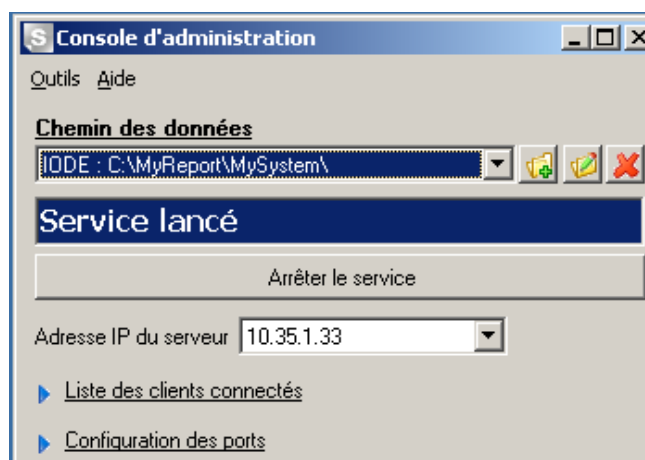 Console d'administration
Outils Aide
Chemin des données
IODE : C:\MyReport\MySystem\
Service lancé
Arrêter le service
Adresse IP du serveur 10.35.1.33
Liste des clients connectés
Configuration des ports